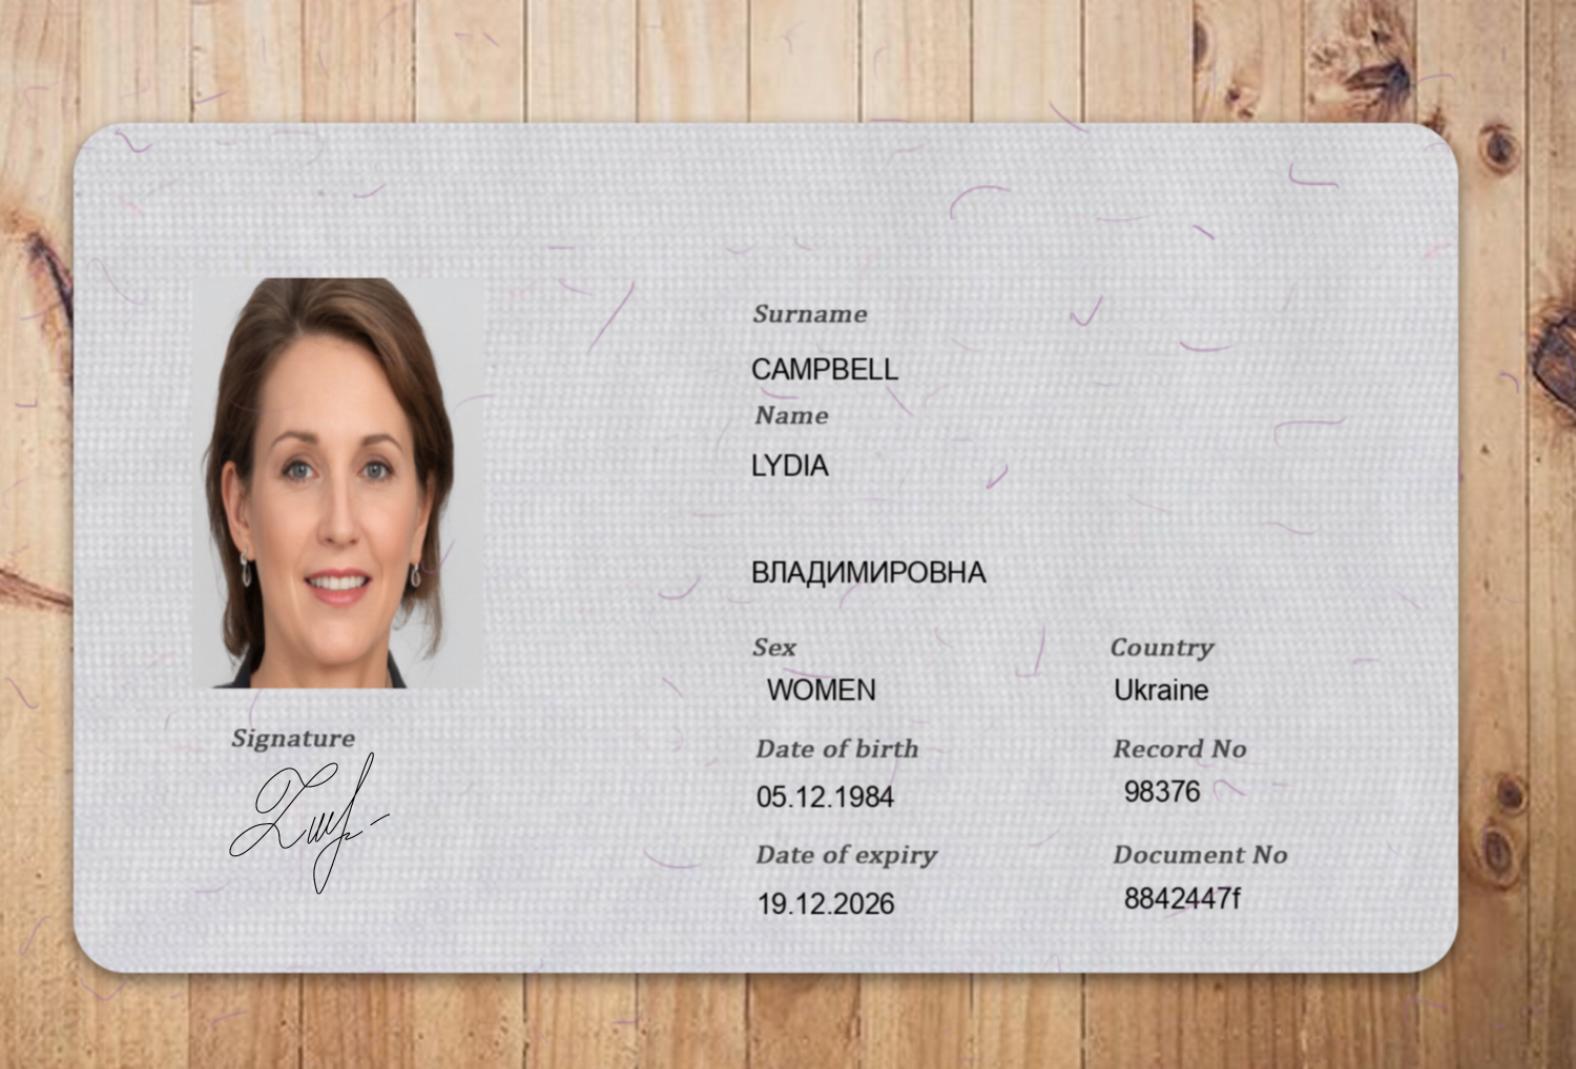 Surname
CAMPBELL
Name
LYDIA
ВЛАДИМИРОВНА
Sex Country
WOMEN Ukraine
Signature
Date of birth Record No
05.12.1984 98376
Date of expiry Document No
19.12.2026 8842447f